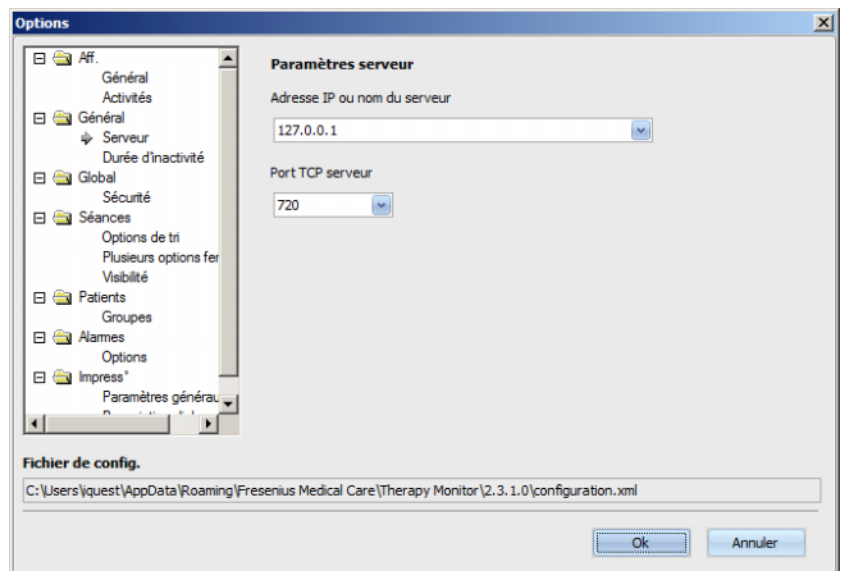 Options
Aff.
Général
Activités
Général
Serveur
Durée d'inactivité
Global
Sécurité
Séances
Options de tri
Plusieurs options fer
Visibilité
Patients
Groupes
Alarmes
Options
Impress°
Paramètres générau
Paramètres serveur
Adresse IP ou nom du serveur
127.0.0.1
Port TCP serveur
720
Fichier de config.
C:\Users\iquest\AppData\Roaming\Fresenius Medical Care\Therapy Monitor\2.3.1.0\configuration.xml
Ok
Annuler